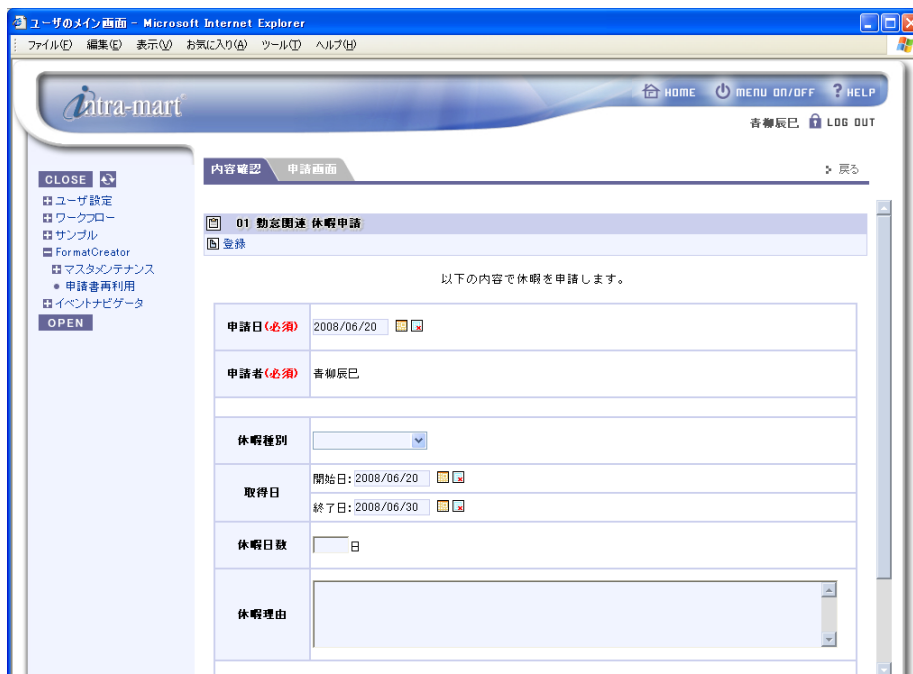 ユーザのメイン画面 - Microsoft Internet Explorer
ファイル(F) 編集(E) 表示(V) お気に入り(A) ツール(T) ヘルプ(H)
intra-mart
HOME MENU ON/OFF ? HELP
青柳辰巳 LOG OUT
内容確認 申請画面 戻る
CLOSE
ユーザ設定
ワークフロー
サンプル
FormatCreator
マスタメンテナンス
申請書再利用
イベントナビゲータ
OPEN
01 勤怠関連 休暇申請
登録
以下の内容で休暇を申請します。
申請日(必須) 2008/06/20
申請者(必須) 青柳辰巳
休暇種別
取得日
開始日:2008/06/20
終了日:2008/06/30
休暇日数 日
休暇理由